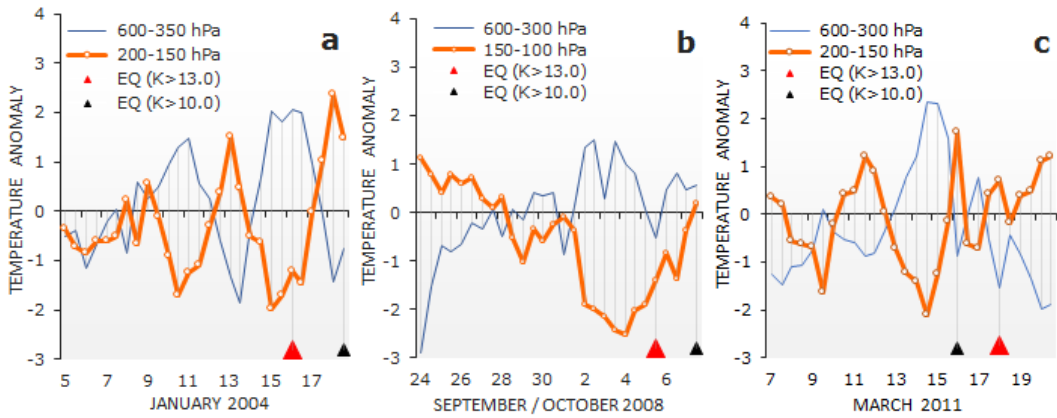 TEMPERATURE ANOMALY
4
3
2
1
0
-1
-2
-3
600-350 hPa
200-150 hPa
EQ (K>13.0)
EQ (K>10.0)
a
5 7 9 11 13 15 17
JANUARY 2004
TEMPERATURE ANOMALY
4
3
2
1
0
-1
-2
-3
600-300 hPa
150-100 hPa
EQ (K>13.0)
EQ (K>10.0)
b
24 26 28 30 2 4 6
SEPTEMBER / OCTOBER 2008
TEMPERATURE ANOMALY
4
3
2
1
0
-1
-2
-3
600-300 hPa
200-150 hPa
EQ (K>13.0)
EQ (K>10.0)
c
7 9 11 13 15 17 19
MARCH 2011